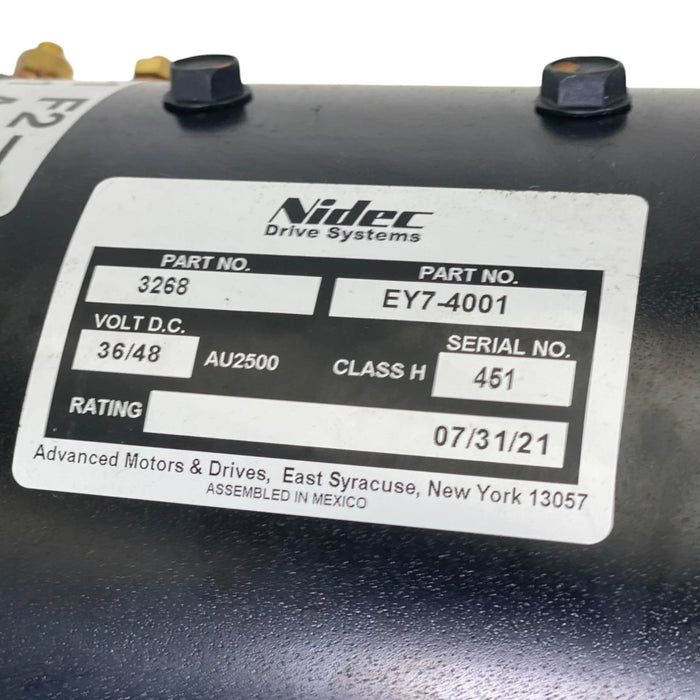 F2
A
Nidec
Drive Systems
PART NO. PART NO.
3268 EY7-4001
VOLT D.C. SERIAL NO.
36/48 AU2500 CLASS H 451
RATING 07/31/21
Advanced Motors & Drives, East Syracuse, New York 13057
ASSEMBLED IN MEXICO